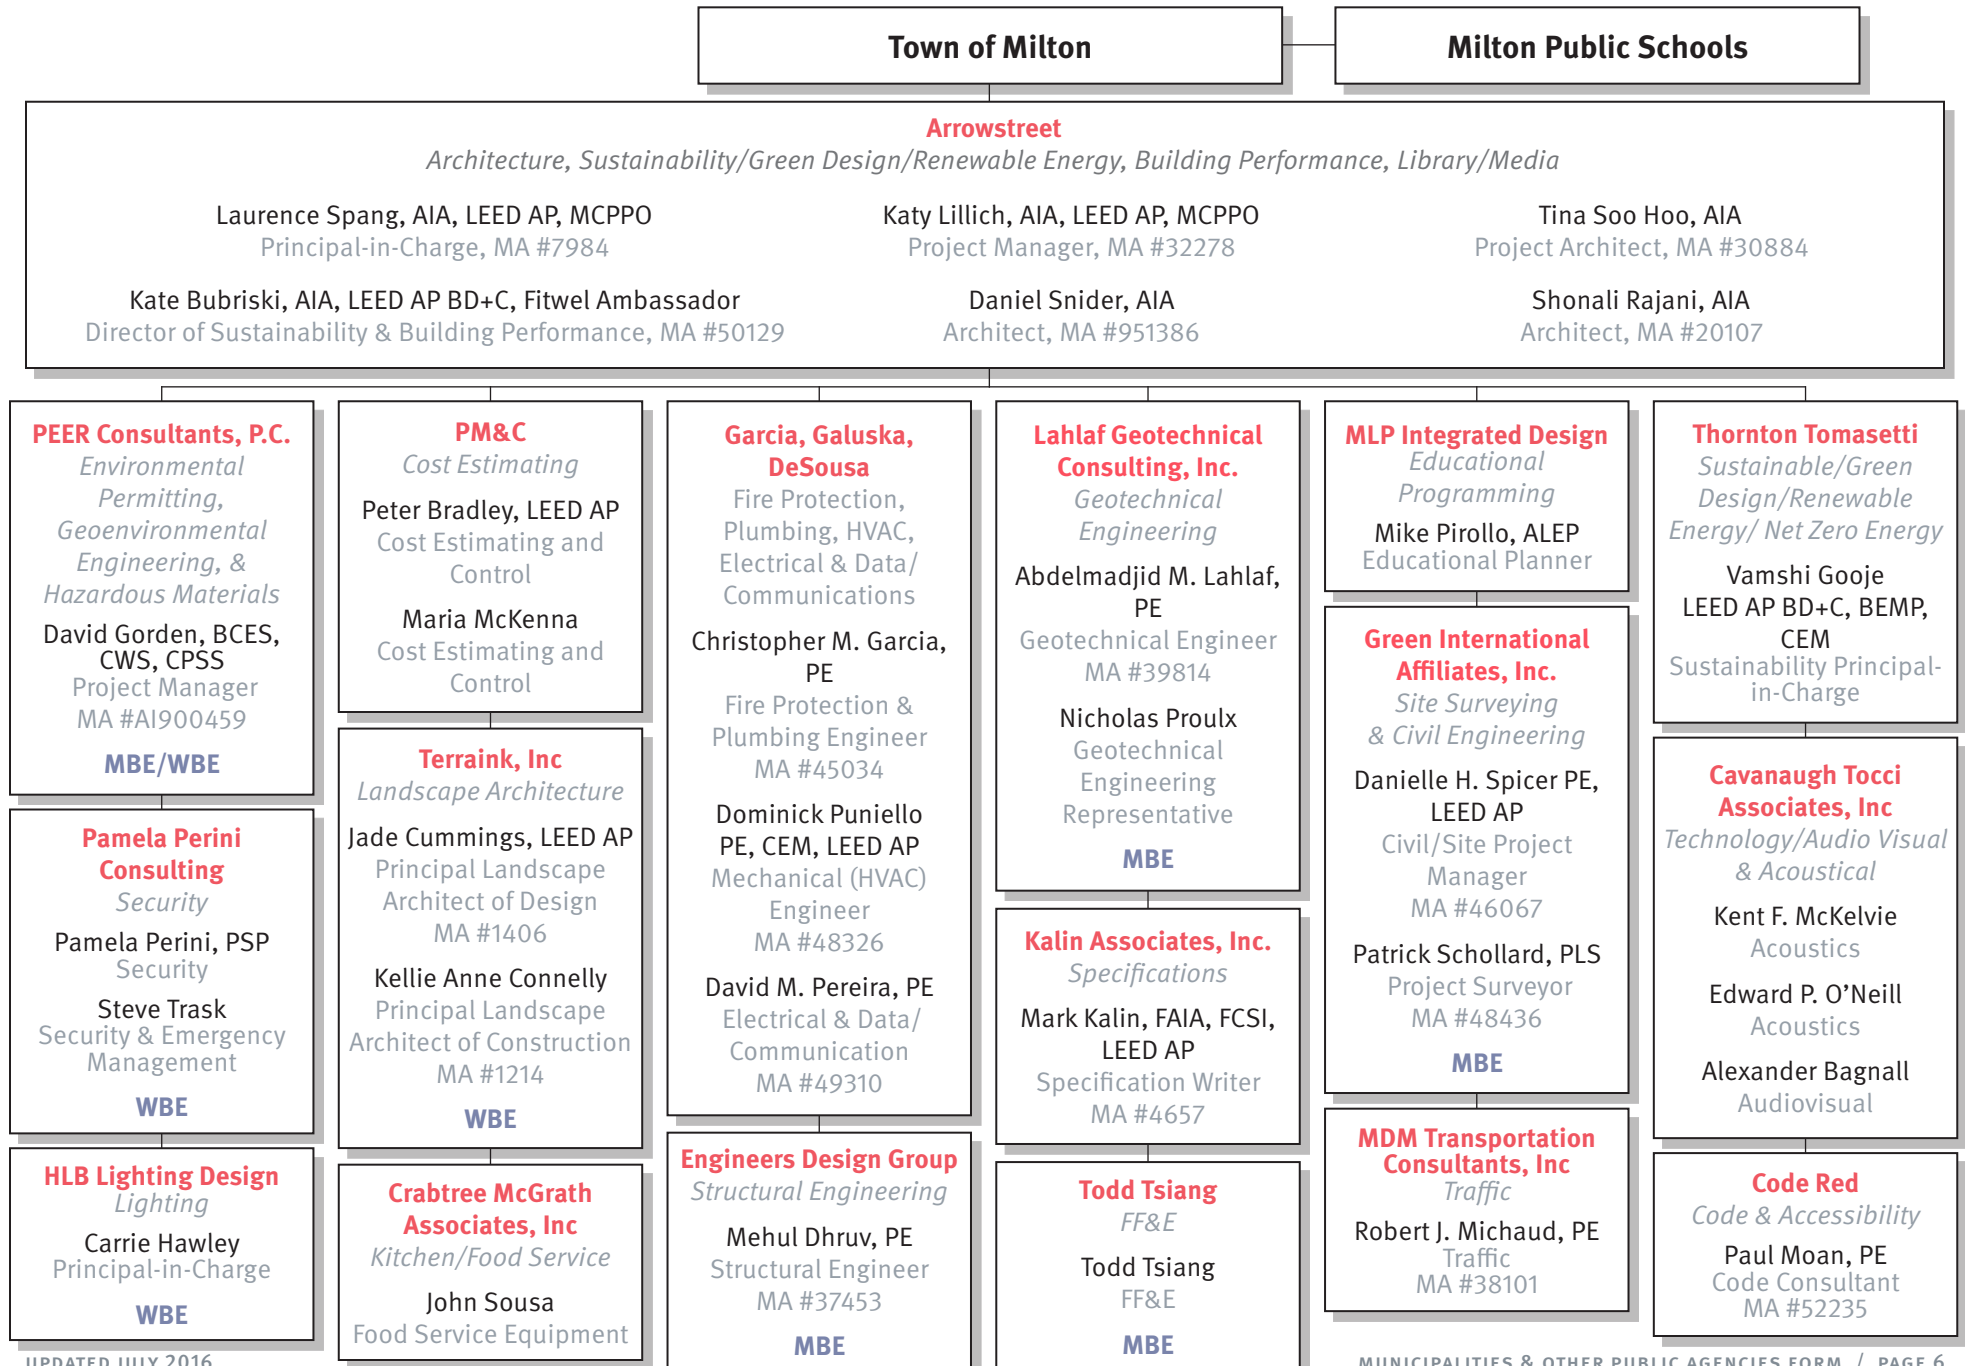 Town of Milton
Milton Public Schools
Arrowstreet
Architecture, Sustainability/Green Design/Renewable Energy, Building Performance, Library/Media
Laurence Spang, AIA, LEED AP, MCPPO
Principal-in-Charge, MA #7984
Katy Lillich, AIA, LEED AP, MCPPO
Project Manager, MA #32278
Tina Soo Hoo, AIA
Project Architect, MA #30884
Kate Bubriski, AIA, LEED AP BD+C, Fitwel Ambassador
Director of Sustainability & Building Performance, MA #50129
Daniel Snider, AIA
Architect, MA #951386
Shonali Rajani, AIA
Architect, MA #20107
PEER Consultants, P.C.
Environmental
Permitting,
Geoenvironmental
Engineering, &
Hazardous Materials
David Gorden, BCES,
CWS, CPSS
Project Manager
MA #AI900459
MBE/WBE
Pamela Perini
Consulting
Security
Pamela Perini, PSP
Security
Steve Trask
Security & Emergency
Management
WBE
HLB Lighting Design
Lighting
Carrie Hawley
Principal-in-Charge
WBE
PM&C
Cost Estimating
Peter Bradley, LEED AP
Cost Estimating and
Control
Maria McKenna
Cost Estimating and
Control
Terraink, Inc
Landscape Architecture
Jade Cummings, LEED AP
Principal Landscape
Architect of Design
MA #1406
Kellie Anne Connelly
Principal Landscape
Architect of Construction
MA #1214
WBE
Crabtree McGrath
Associates, Inc
Kitchen/Food Service
John Sousa
Food Service Equipment
Garcia, Galuska,
DeSousa
Fire Protection,
Plumbing, HVAC,
Electrical & Data/
Communications
Christopher M. Garcia,
PE
Fire Protection &
Plumbing Engineer
MA #45034
Dominick Puniello
PE, CEM, LEED AP
Mechanical (HVAC)
Engineer
MA #48326
David M. Pereira, PE
Electrical & Data/
Communication
MA #49310
Engineers Design Group
Structural Engineering
Mehul Dhruv, PE
Structural Engineer
MA #37453
MBE
Lahlaf Geotechnical
Consulting, Inc.
Geotechnical
Engineering
Abdelmadjid M. Lahlaf,
PE
Geotechnical Engineer
MA #39814
Nicholas Proulx
Geotechnical
Engineering
Representative
MBE
Kalin Associates, Inc.
Specifications
Mark Kalin, FAIA, FCSI,
LEED AP
Specification Writer
MA #4657
Todd Tsiang
FF&E
Todd Tsiang
FF&E
MBE
MLP Integrated Design
Educational
Programming
Mike Pirollo, ALEP
Educational Planner
Green International
Affiliates, Inc.
Site Surveying
& Civil Engineering
Danielle H. Spicer PE,
LEED AP
Civil/Site Project
Manager
MA #46067
Patrick Schollard, PLS
Project Surveyor
MA #48436
MBE
MDM Transportation
Consultants, Inc
Traffic
Robert J. Michaud, PE
Traffic
MA #38101
Thornton Tomasetti
Sustainable/Green
Design/Renewable
Energy/ Net Zero Energy
Vamshi Gooje
LEED AP BD+C, BEMP,
CEM
Sustainability Principal-
in-Charge
Cavanaugh Tocci
Associates, Inc
Technology/Audio Visual
& Acoustical
Kent F. McKelvie
Acoustics
Edward P. O'Neill
Acoustics
Alexander Bagnall
Audiovisual
Code Red
Code & Accessibility
Paul Moan, PE
Code Consultant
MA #52235
UPDATED JULY 2016
MUNICIPALITIES & OTHER PUBLIC AGENCIES FORM / PAGE 6